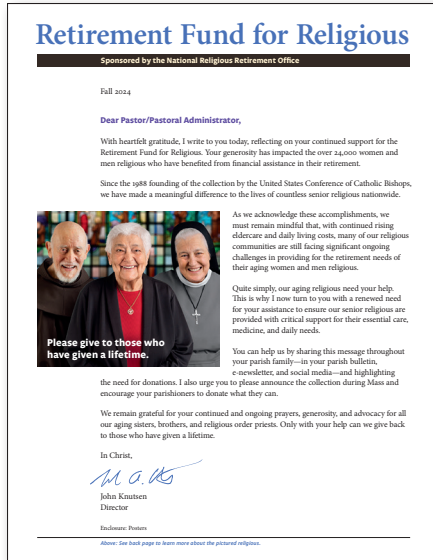 Retirement Fund for Religious
Sponsored by the National Religious Retirement Office
Fall 2024
Dear Pastor/Pastoral Administrator,
With heartfelt gratitude, I write to you today, reflecting on your continued support for the
Retirement Fund for Religious. Your generosity has impacted the over 24,000 women and
men religious who have benefited from financial assistance in their retirement.
Since the 1988 founding of the collection by the United States Conference of Catholic Bishops,
we have made a meaningful difference to the lives of countless senior religious nationwide.
As we acknowledge these accomplishments, we
must remain mindful that, with continued rising
eldercare and daily living costs, many of our religious
communities are still facing significant ongoing
challenges in providing for the retirement needs of
their aging women and men religious.
Quite simply, our aging religious need your help.
This is why I now turn to you with a renewed need
for your assistance to ensure our senior religious are
provided with critical support for their essential care,
medicine, and daily needs.
Please give to those who
have given a lifetime.
You can help us by sharing this message throughout
your parish family—in your parish bulletin,
e-newsletter, and social media—and highlighting
the need for donations. I also urge you to please announce the collection during Mass and
encourage your parishioners to donate what they can.
We remain grateful for your continued and ongoing prayers, generosity, and advocacy for all
our aging sisters, brothers, and religious order priests. Only with your help can we give back
to those who have given a lifetime.
In Christ,
John Knutsen
Director
Enclosure: Posters
Above: See back page to learn more about the pictured religious.